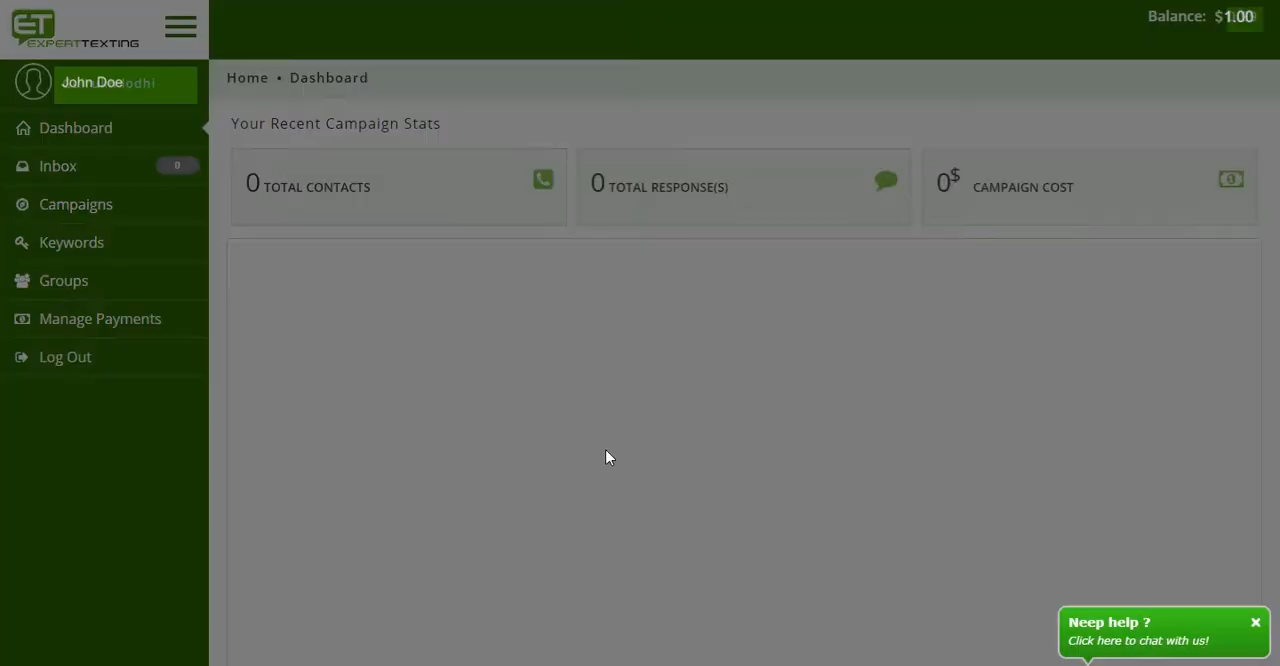 ET
EXPERTTEXTING
Balance: $1.00
John Doe
Home • Dashboard
Dashboard
Your Recent Campaign Stats
Inbox 0
0 TOTAL CONTACTS
0 TOTAL RESPONSE(S)
0$ CAMPAIGN COST
Campaigns
Keywords
Groups
Manage Payments
Log Out
Neep help ?
Click here to chat with us!